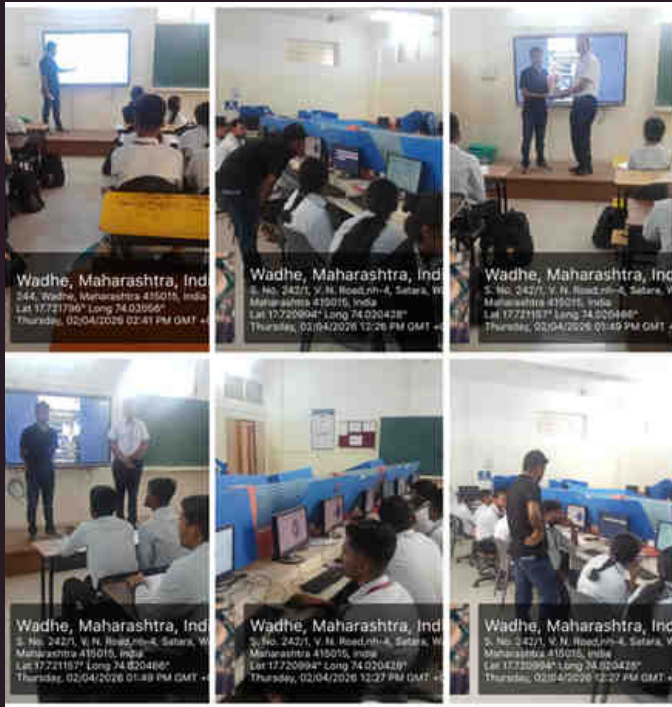 Wadhe, Maharashtra, Indi
244, Wadhe, Maharashtra 415015, India
Lat 17.721796° Long 74.02056°
Thursday, 02/04/2026 02:41 PM GMT +
Wadhe, Maharashtra, Ind
S. No. 242/1, V. N. Road,nh-4, Satara, W
Maharashtra 415015, India
Lat 17.720994° Long 74.020428°
Thursday, 02/04/2026 12:26 PM GMT +
Wadhe, Maharashtra, Ind
S. No. 242/1, V. N. Road,nh-4, Satara, W
Maharashtra 415015, India
Lat 17.721157° Long 74.020466°
Thursday, 02/04/2026 01:49 PM GMT +
Wadhe, Maharashtra, Indi
S. No. 242/1, V. N. Road,nh-4, Satara, W
Maharashtra 415015, India
Lat 17.721157° Long 74.020466°
Thursday, 02/04/2026 01:49 PM GMT +
Wadhe, Maharashtra, Ind
S. No. 242/1, V. N. Road,nh-4, Satara, W
Maharashtra 415015, India
Lat 17.720994° Long 74.020428°
Thursday, 02/04/2026 12:27 PM GMT +
Wadhe, Maharashtra, Ind
S. No. 242/1, V. N. Road,nh-4, Satara, W
Maharashtra 415015, India
Lat 17.720994° Long 74.020428°
Thursday, 02/04/2026 12:27 PM GMT +